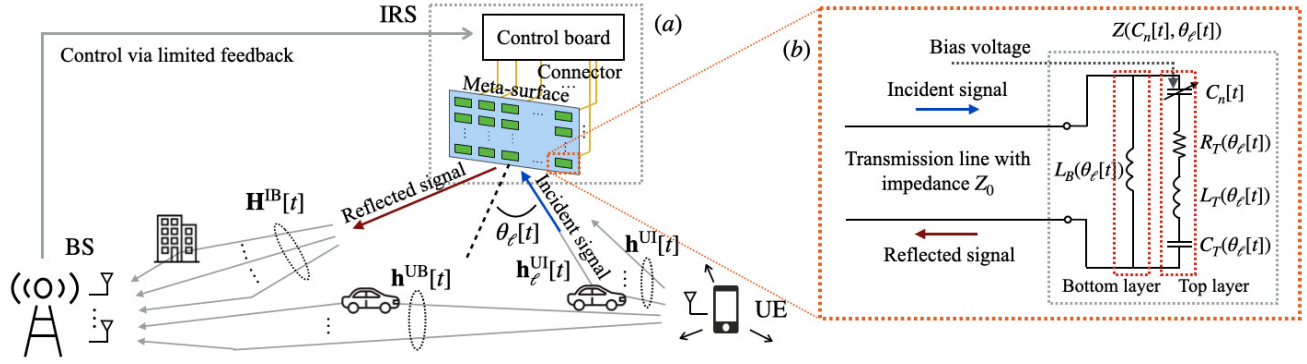 IRS
(a)
Control board
Control via limited feedback
Connector
Meta-surface
...
Reflected signal
Incident signal
H^IB[t]
θ_ℓ[t]
h^UI[t]
h_ℓ^UI[t]
h^UB[t]
BS
UE
(b)
Z(C_n[t], θ_ℓ[t])
Bias voltage
Incident signal
C_n[t]
R_T(θ_ℓ[t])
Transmission line with
impedance Z_0
L_B(θ_ℓ[t])
L_T(θ_ℓ[t])
C_T(θ_ℓ[t])
Reflected signal
Bottom layer
Top layer